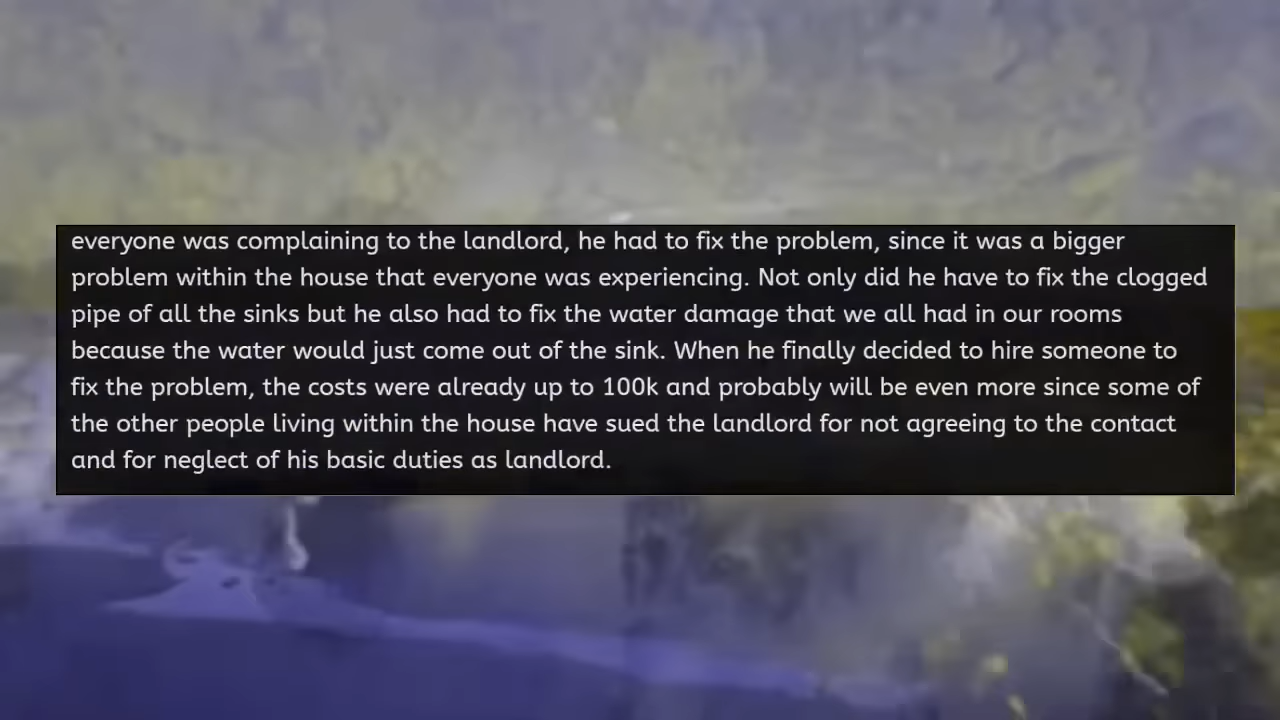 everyone was complaining to the landlord, he had to fix the problem, since it was a bigger
problem within the house that everyone was experiencing. Not only did he have to fix the clogged
pipe of all the sinks but he also had to fix the water damage that we all had in our rooms
because the water would just come out of the sink. When he finally decided to hire someone to
fix the problem, the costs were already up to 100k and probably will be even more since some of
the other people living within the house have sued the landlord for not agreeing to the contact
and for neglect of his basic duties as landlord.